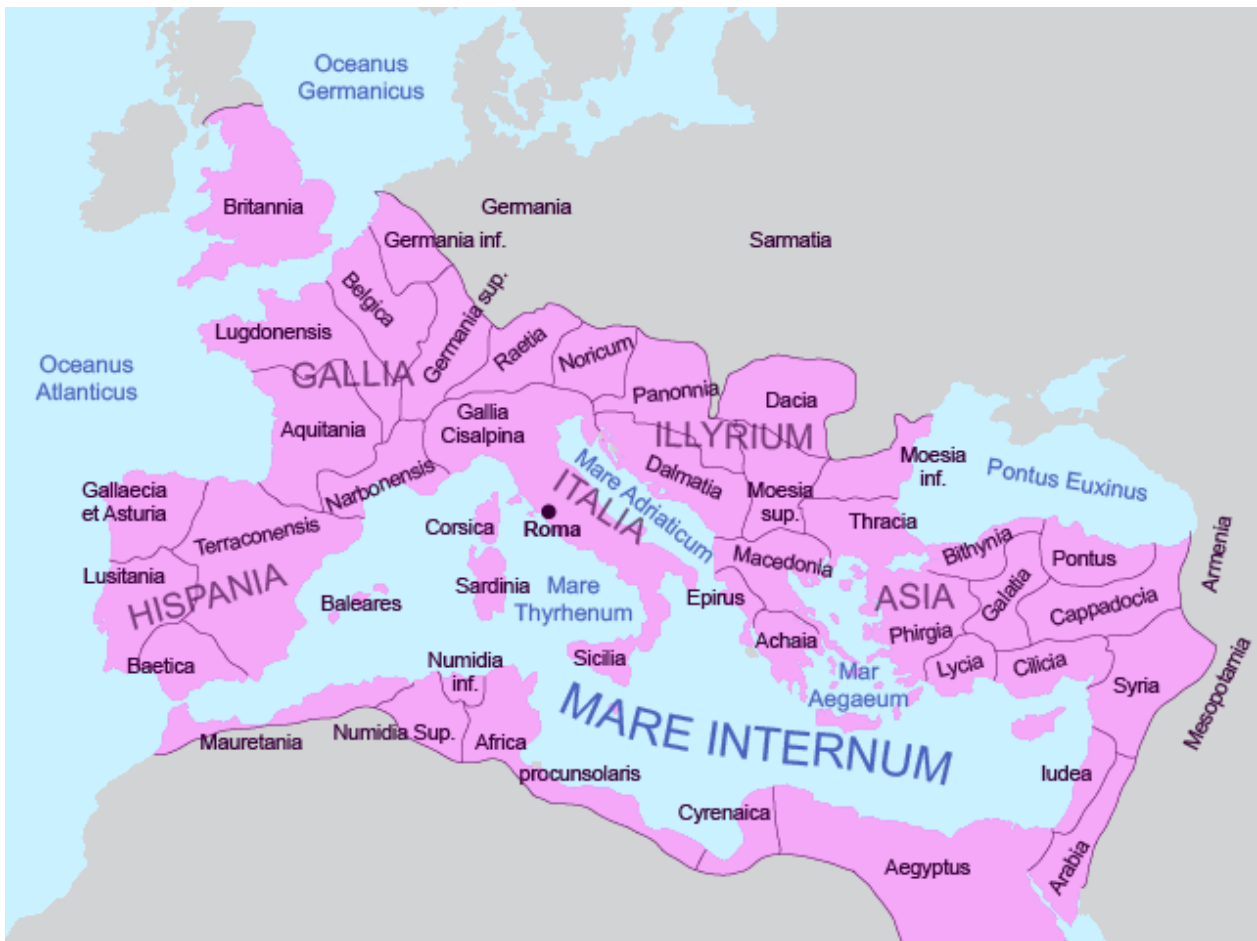 Oceanus
Germanicus
Britannia
Germania
Germania inf.
Sarmatia
Belgica
Germania sup.
Lugdonensis
Raetia
Noricum
Oceanus
Atlanticus
GALLIA
Panonnia
Dacia
Gallia
Cisalpina
Aquitania
ILLYRIUM
Moesia
inf.
Pontus Euxinus
Narbonensis
Mare Adriaticum
Dalmatia
Gallaecia
et Asturia
ITALIA
Moesia
sup.
Terraconensis
Corsica
Roma
Thracia
Bithynia
Pontus
Armenia
Macedonia
Lusitania
HISPANIA
Sardinia
Mare
Thyrhenum
Epirus
ASIA
Galatia
Cappadocia
Baleares
Phirgia
Achaia
Baetica
Numidia
inf.
Sicilia
Lycia
Cilicia
Mar
Aegaeum
Syria
Mesopotamia
MARE INTERNUM
Mauretania
Numidia Sup.
Africa
procunsolaris
Iudea
Cyrenaica
Aegyptus
Arabia